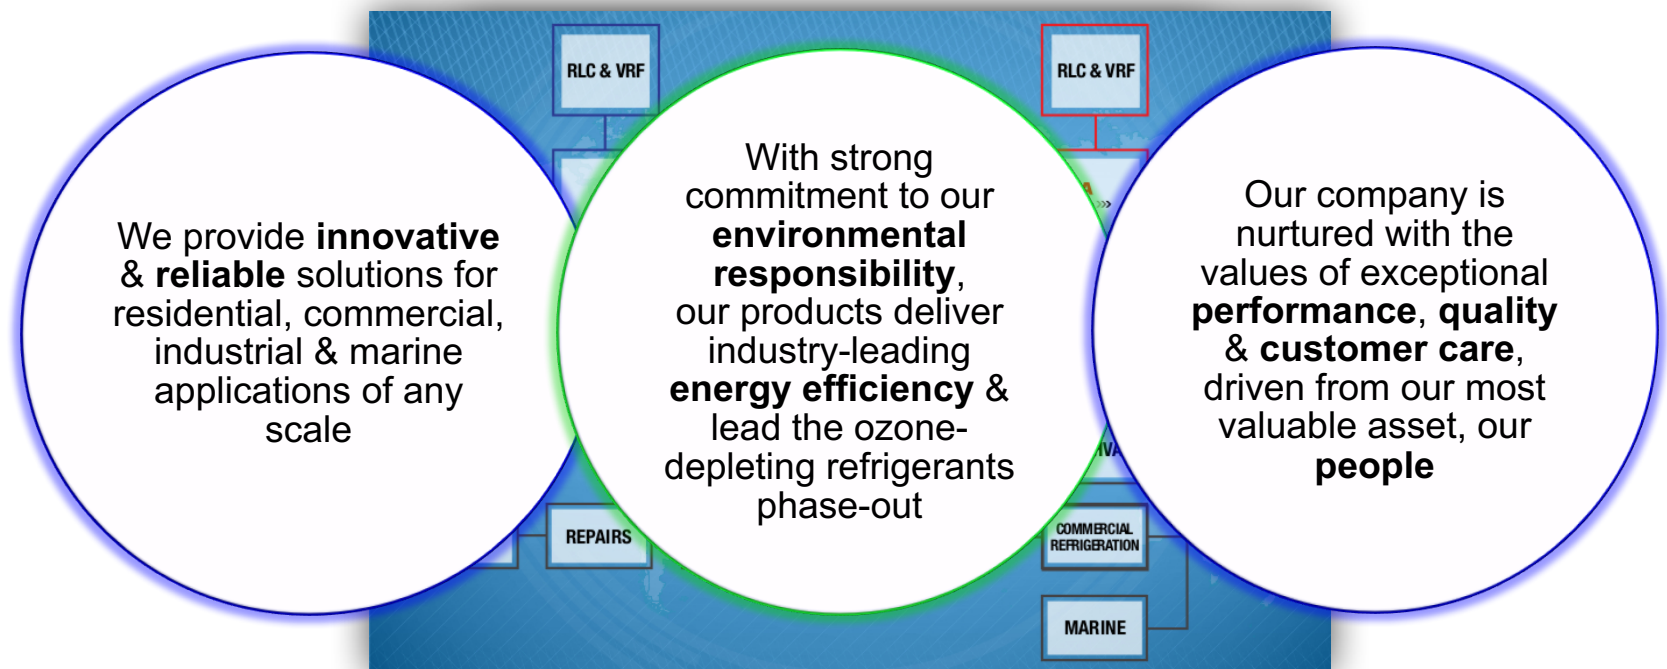 RLC & VRF
RLC & VRF
We provide innovative
& reliable solutions for
residential, commercial,
industrial & marine
applications of any
scale
With strong
commitment to our
environmental
responsibility,
our products deliver
industry-leading
energy efficiency &
lead the ozone-
depleting refrigerants
phase-out
Our company is
nurtured with the
values of exceptional
performance, quality
& customer care,
driven from our most
valuable asset, our
people
REPAIRS
COMMERCIAL
REFRIGERATION
MARINE